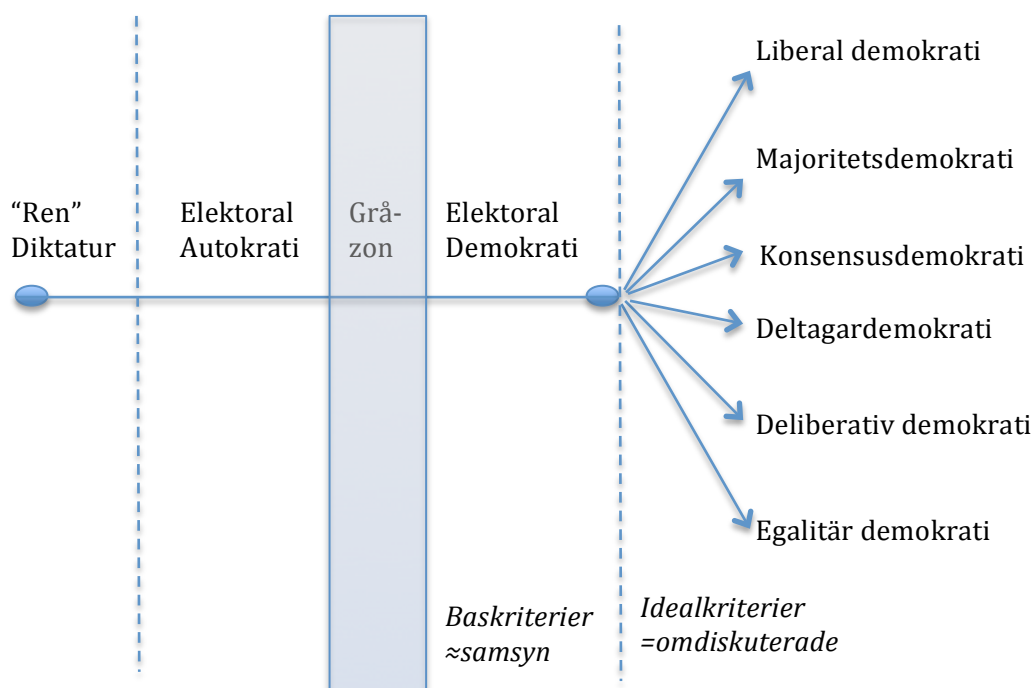 “Ren”
Diktatur
Elektoral
Autokrati
Grå-
zon
Elektoral
Demokrati
Liberal demokrati
Majoritetsdemokrati
Konsensusdemokrati
Deltagardemokrati
Deliberativ demokrati
Egalitär demokrati
Baskriterier
≈samsyn
Idealkriterier
=omdiskuterade